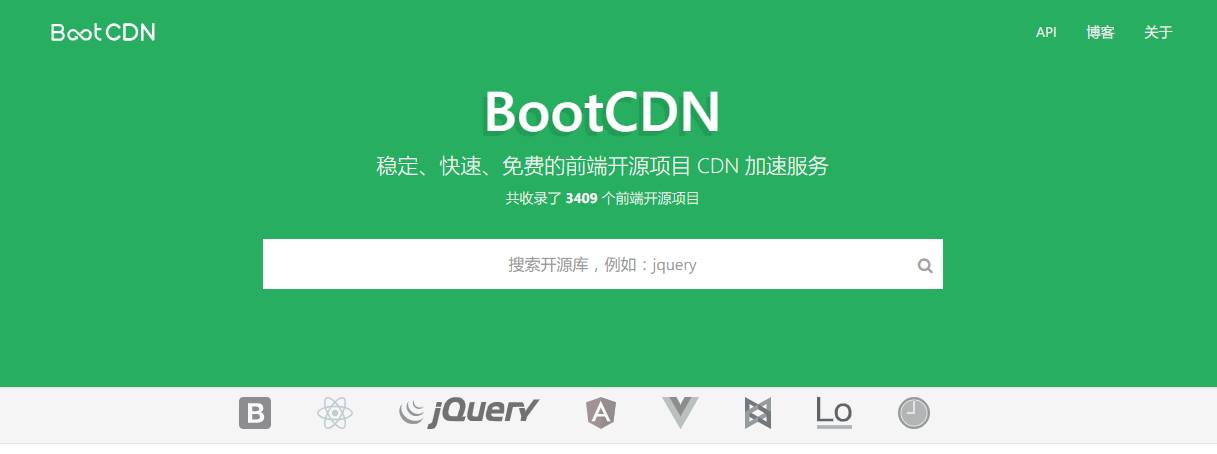 BootCDN
API 博客 关于
BootCDN
稳定、快速、免费的前端开源项目 CDN 加速服务
共收录了 3409 个前端开源项目
搜索开源库，例如：jquery
B jQuery A Lo